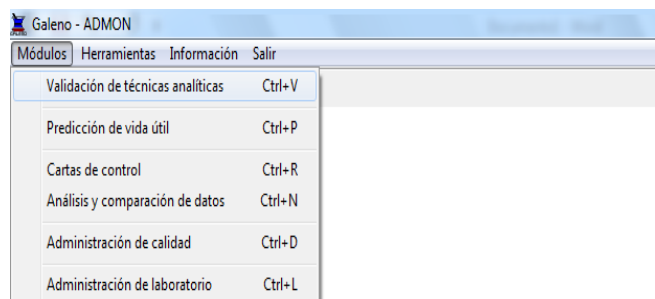 Galeno - ADMON
Módulos Herramientas Información Salir
Validación de técnicas analíticas Ctrl+V
Predicción de vida útil Ctrl+P
Cartas de control Ctrl+R
Análisis y comparación de datos Ctrl+N
Administración de calidad Ctrl+D
Administración de laboratorio Ctrl+L